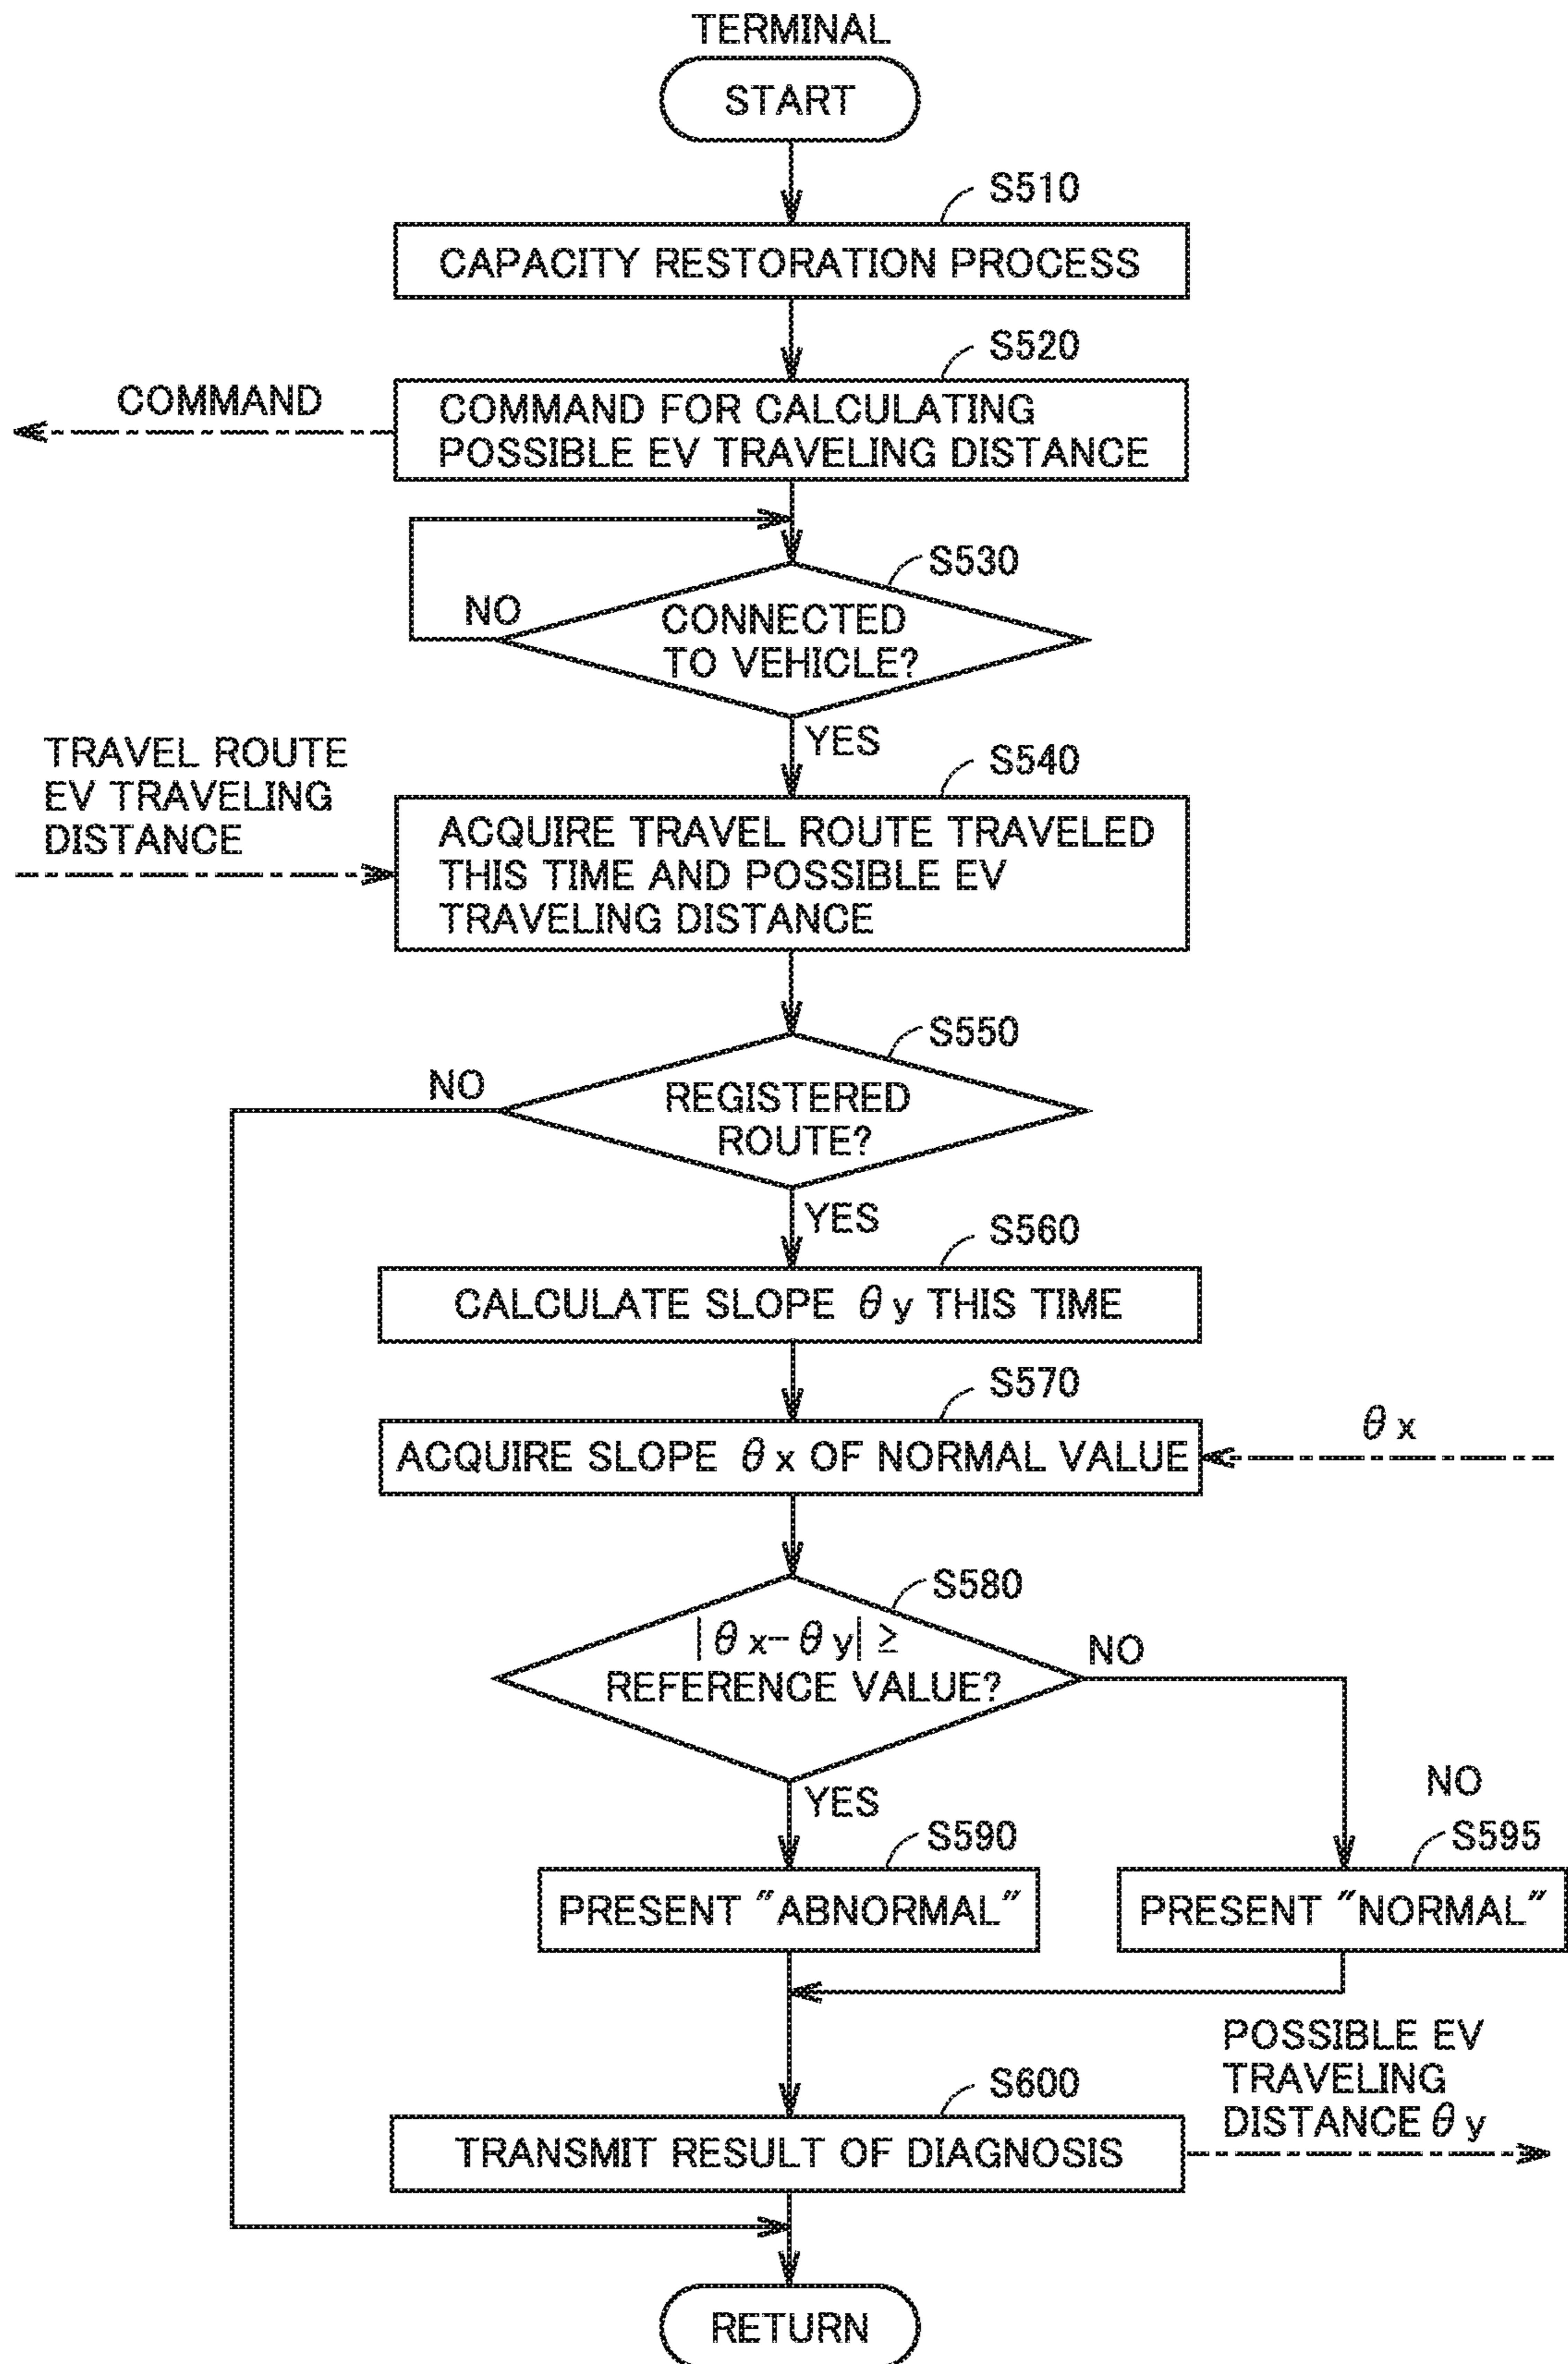 TERMINAL
START
S510
CAPACITY RESTORATION PROCESS
S520
COMMAND
COMMAND FOR CALCULATING
POSSIBLE EV TRAVELING DISTANCE
S530
NO
CONNECTED
TO VEHICLE?
YES
TRAVEL ROUTE
EV TRAVELING
DISTANCE
S540
ACQUIRE TRAVEL ROUTE TRAVELED
THIS TIME AND POSSIBLE EV
TRAVELING DISTANCE
S550
NO
REGISTERED
ROUTE?
YES
S560
CALCULATE SLOPE θy THIS TIME
S570
ACQUIRE SLOPE θx OF NORMAL VALUE
θx
S580
|θx-θy| ≥
REFERENCE VALUE?
NO
YES
NO
S590
S595
PRESENT "ABNORMAL"
PRESENT "NORMAL"
POSSIBLE EV
TRAVELING
DISTANCE θy
S600
TRANSMIT RESULT OF DIAGNOSIS
RETURN